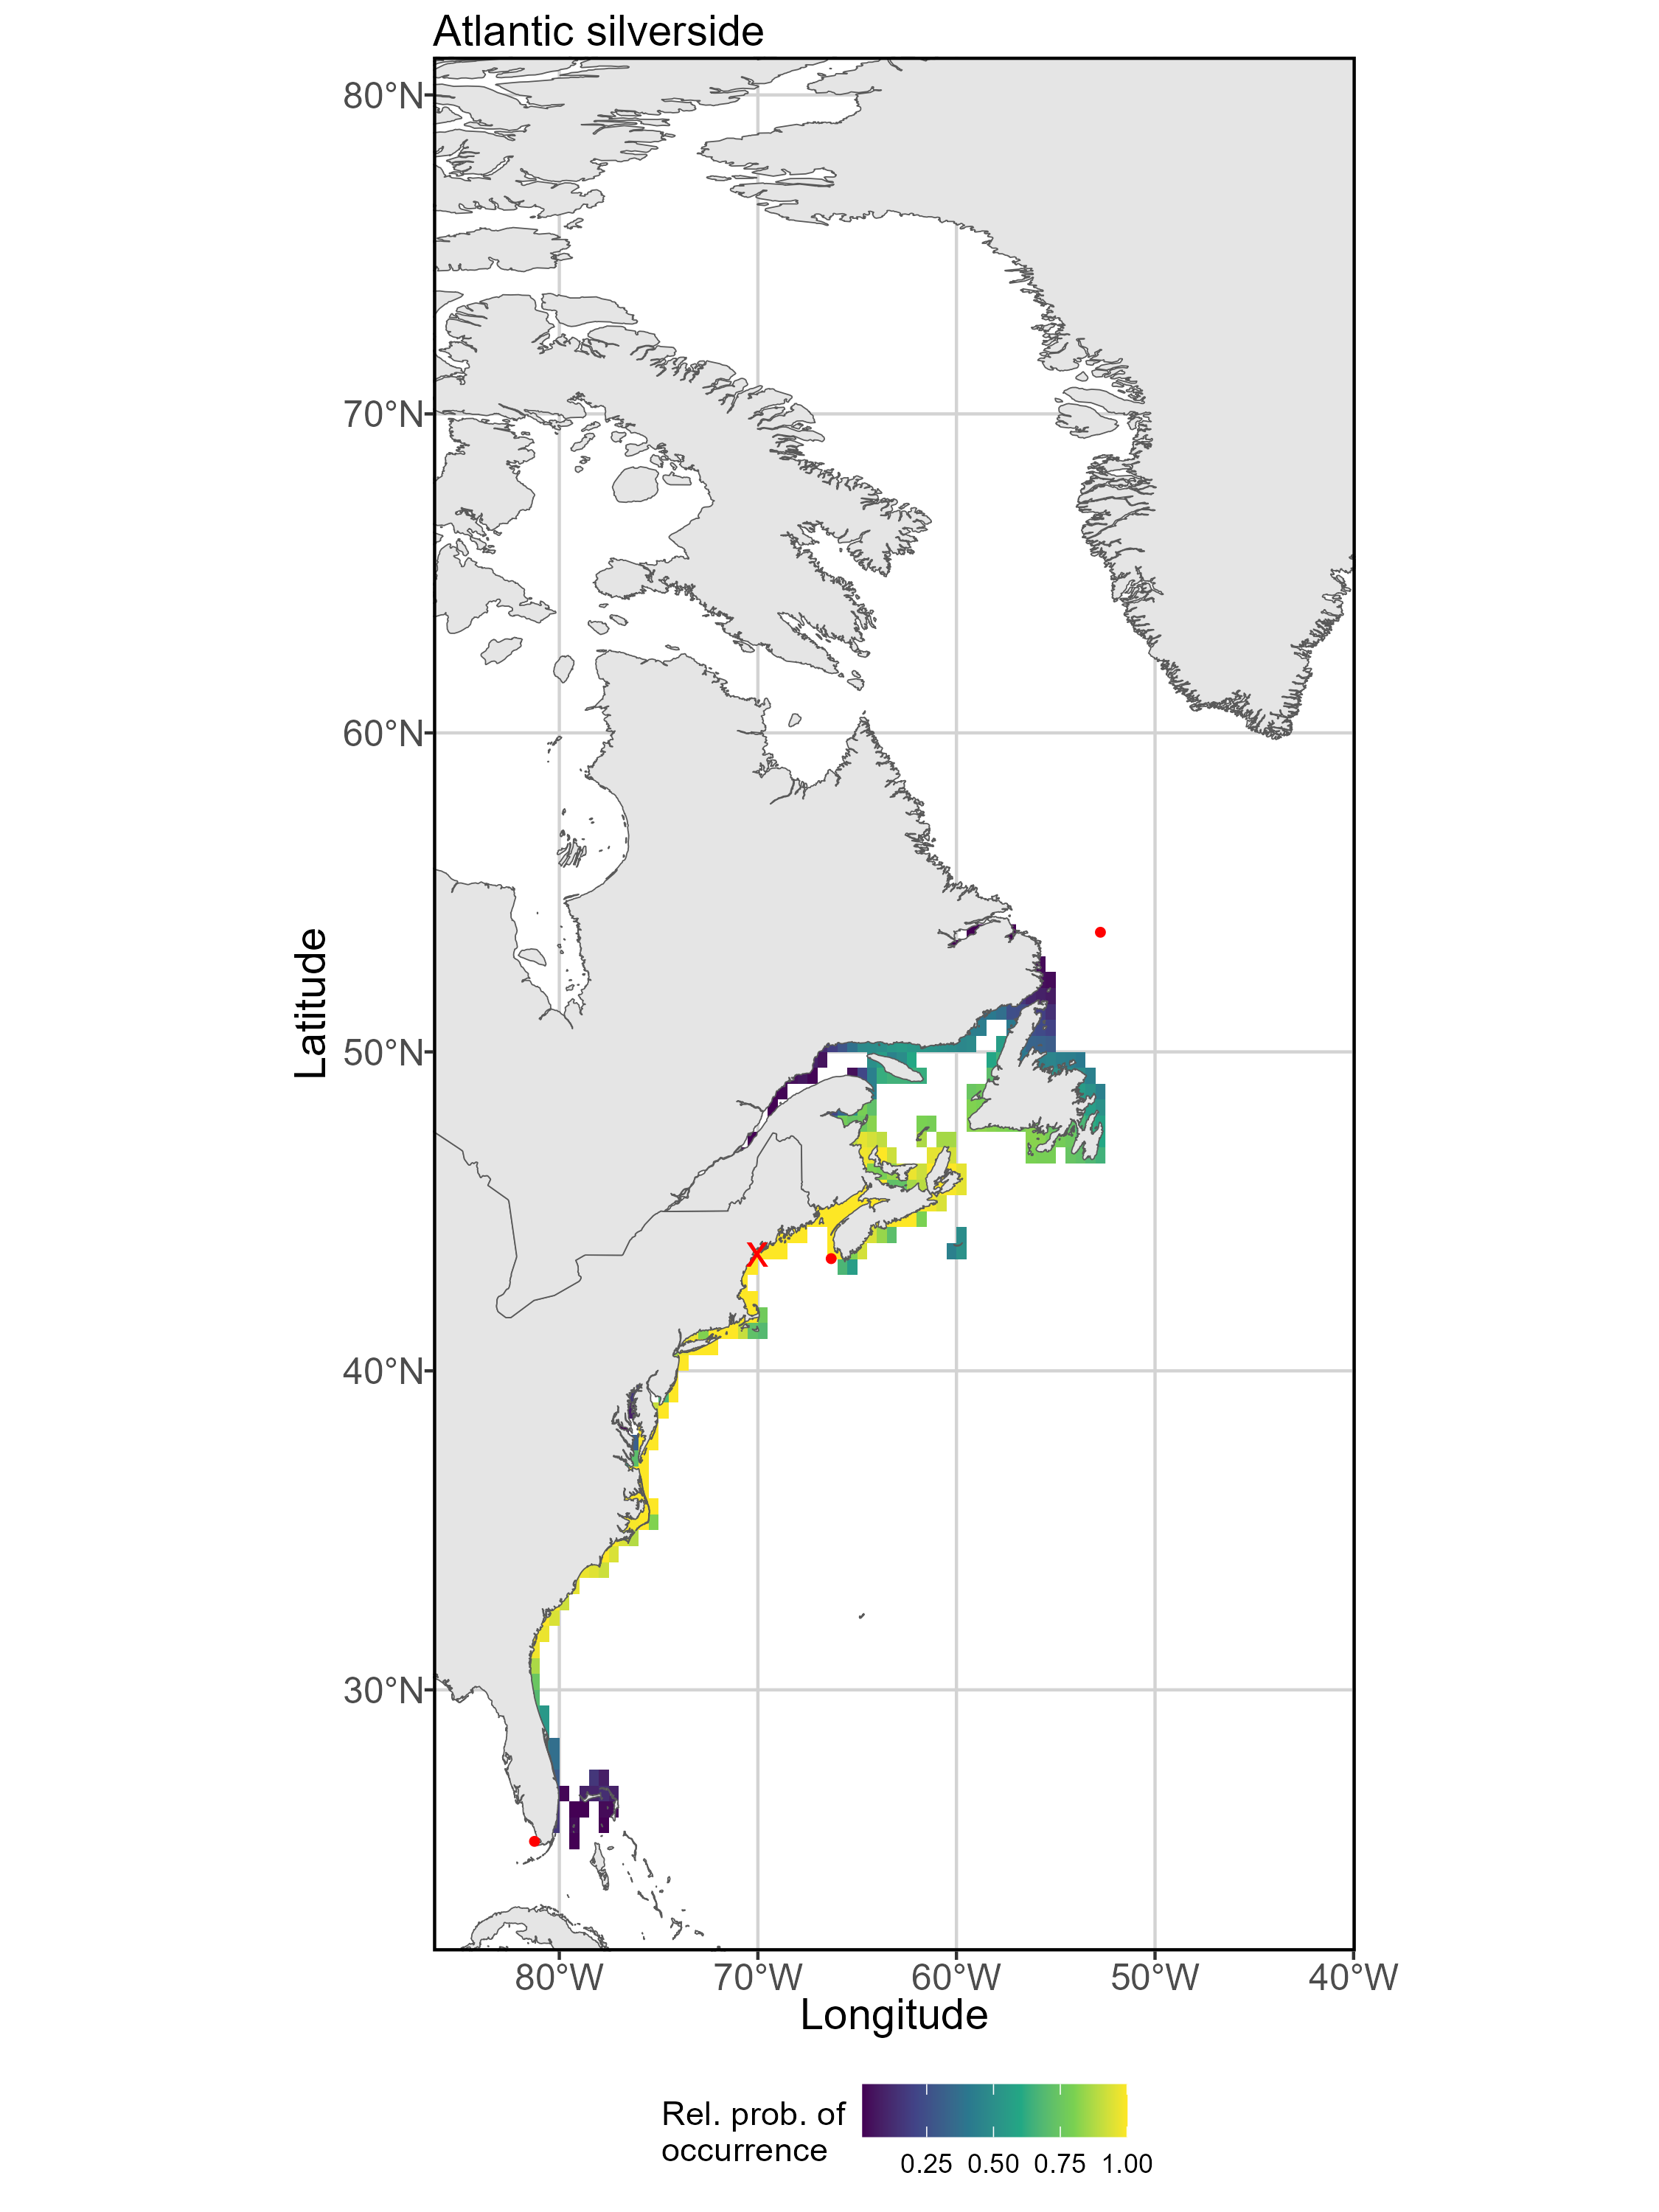 Atlantic silverside
80°N
70°N
60°N
50°N
40°N
30°N
Latitude
X
80°W 70°W 60°W 50°W 40°W
Longitude
Rel. prob. of
occurrence
0.25 0.50 0.75 1.00